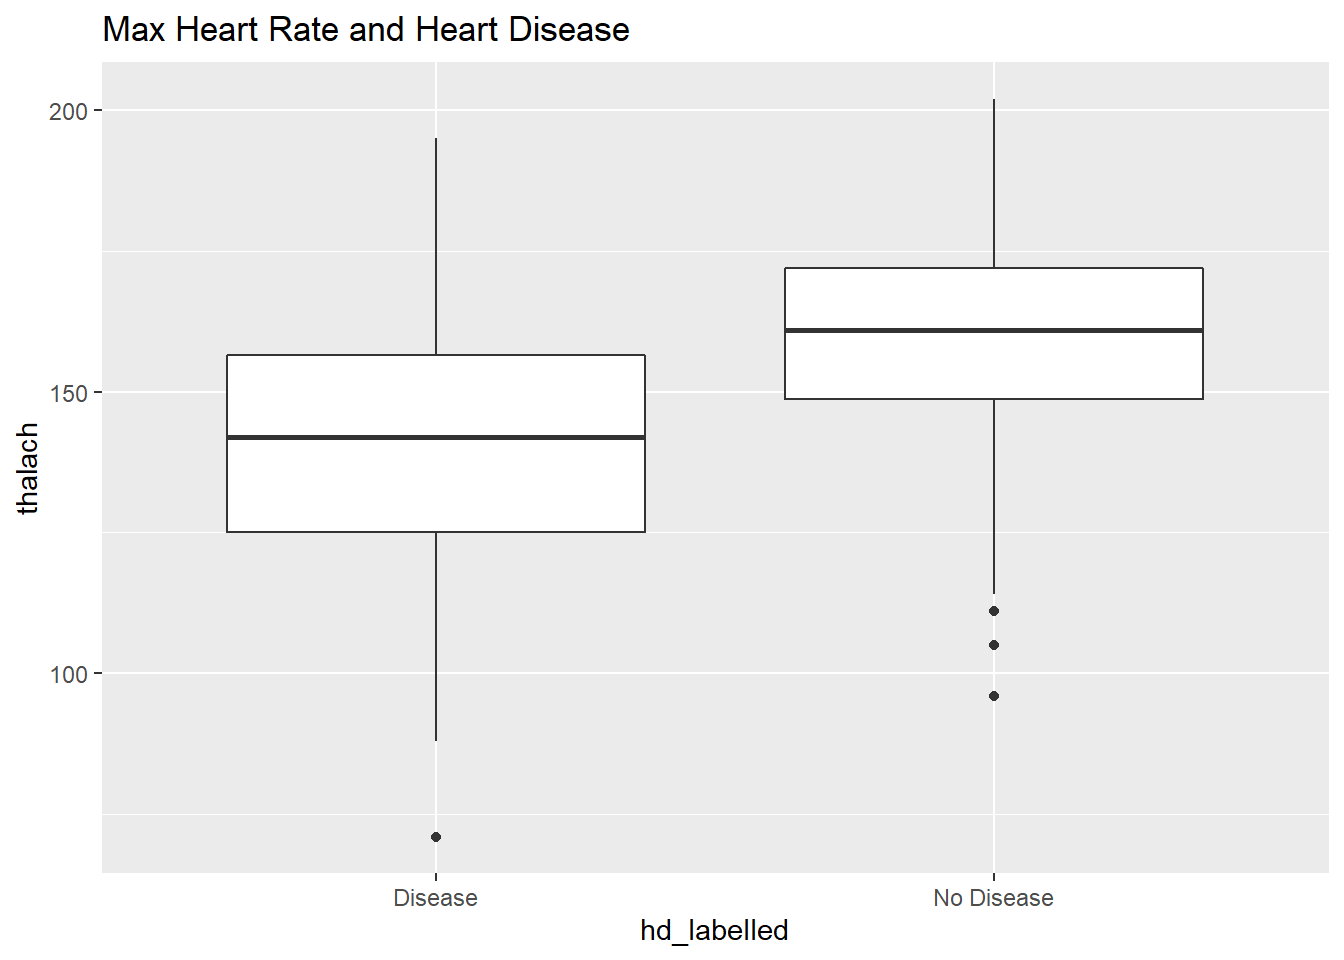 Max Heart Rate and Heart Disease
200
150
100
thalach
Disease No Disease
hd_labelled